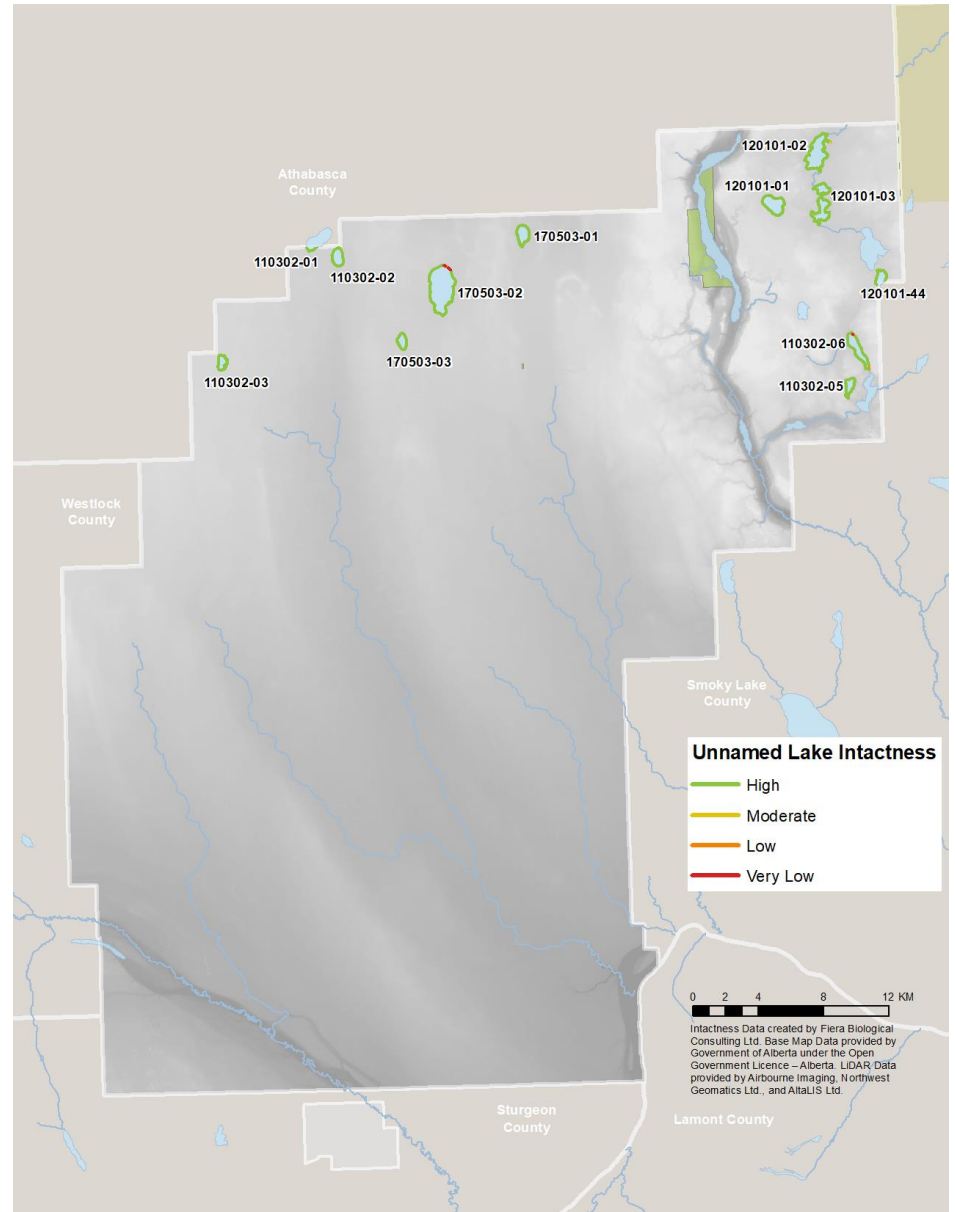 120101-02
Athabasca
County
120101-01
120101-03
170503-01
110302-01
110302-02
170503-02
120101-44
110302-06
170503-03
110302-03
110302-05
Westlock
County
Smoky Lake
County
Unnamed Lake Intactness
High
Moderate
Low
Very Low
0 2 4 8 12 KM
Intactness Data created by Fiera Biological
Consulting Ltd. Base Map Data provided by
Government of Alberta under the Open
Government Licence – Alberta. LiDAR Data
provided by Airbourne Imaging, Northwest
Geomatics Ltd., and AltaLIS Ltd.
Sturgeon
County
Lamont County